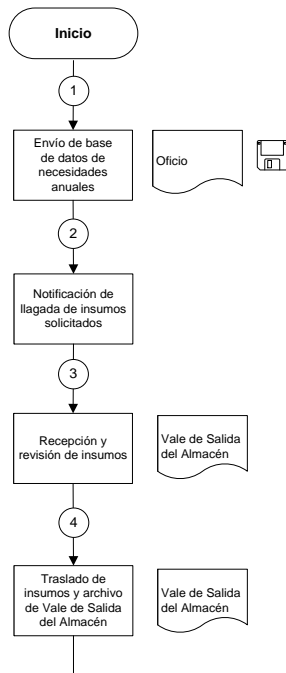 Inicio
1
Envío de base
de datos de
necesidades
anuales
Oficio
2
Notificación de
llagada de insumos
solicitados
3
Recepción y
revisión de insumos
Vale de Salida
del Almacén
4
Traslado de
insumos y archivo
de Vale de Salida
del Almacén
Vale de Salida
del Almacén